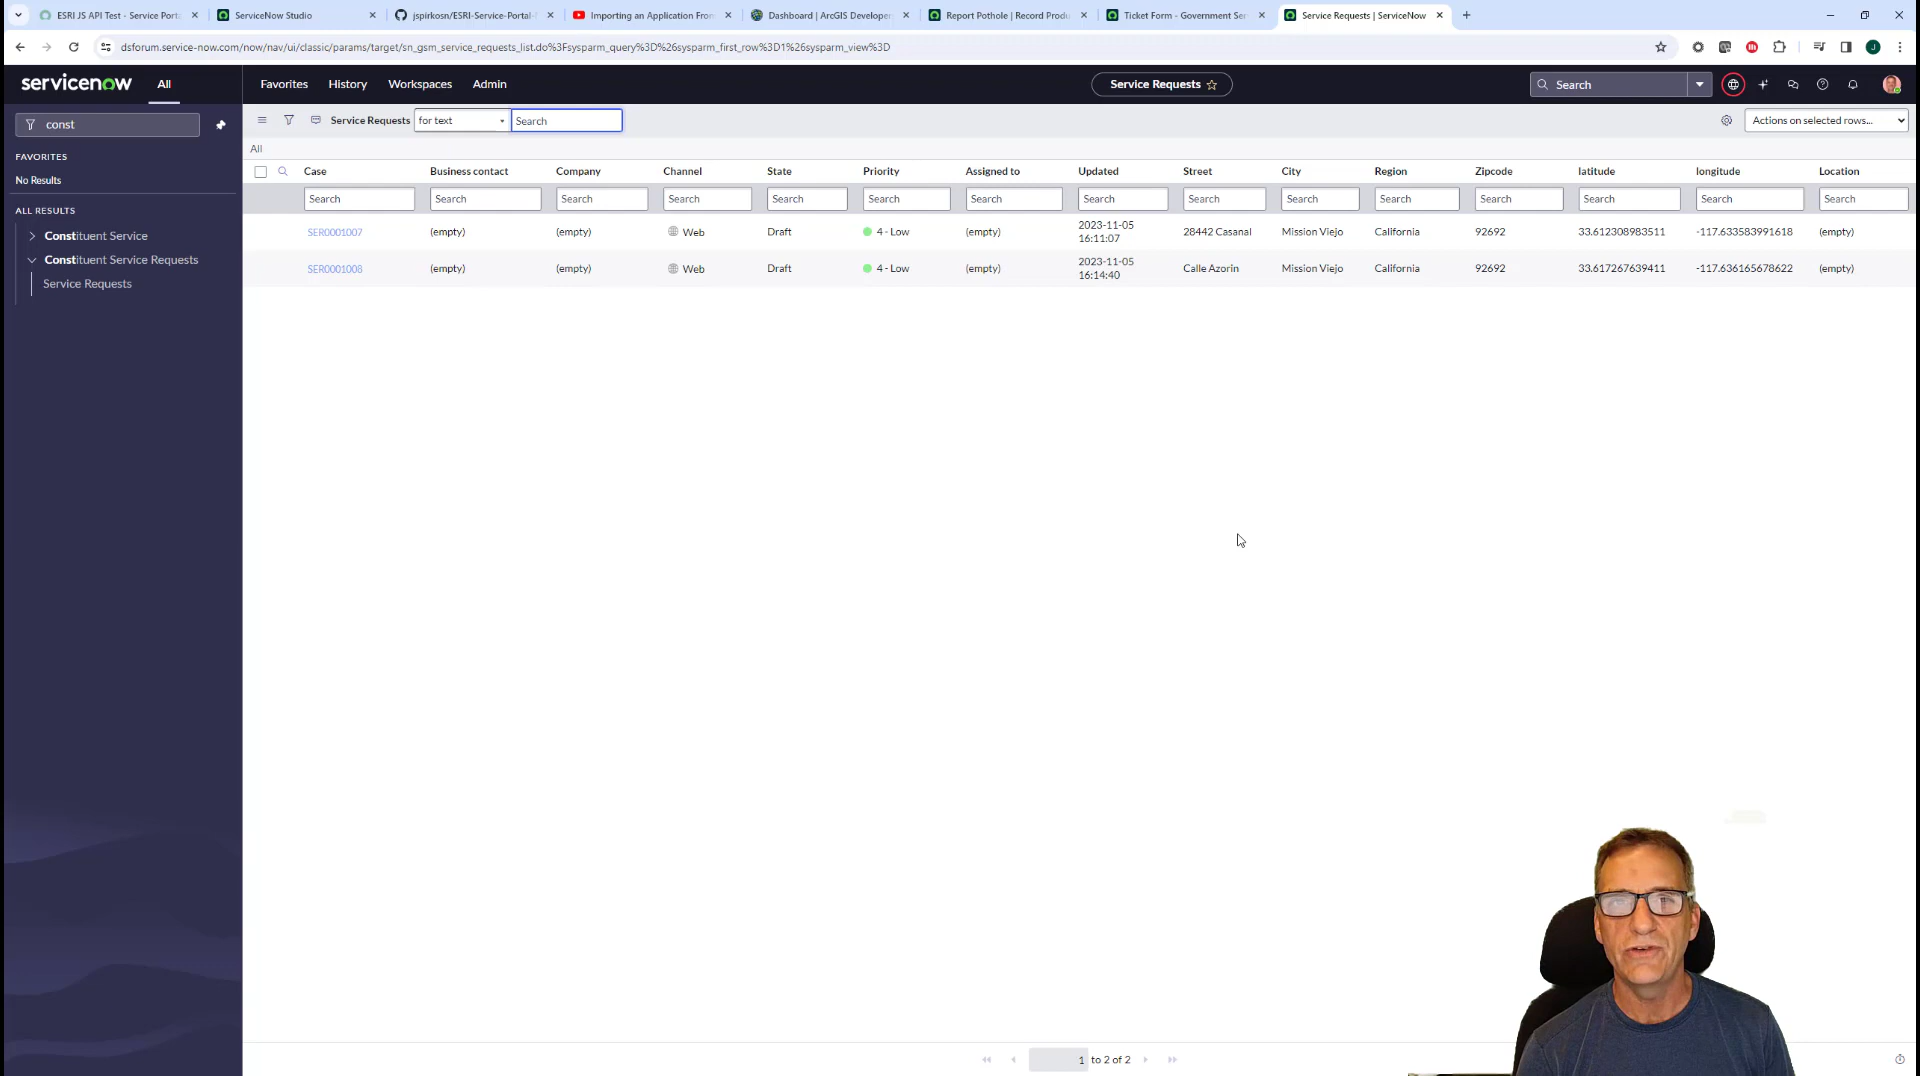 ESRI JS API Test - Service Porta
ServiceNow Studio
jspirkosn/ESRI-Service-Portal-
Importing an Application From
Dashboard | ArcGIS Developer
Report Pothole | Record Produ
Ticket Form - Government Ser
Service Requests | ServiceNow
dsforum.service-now.com/now/nav/ui/classic/params/target/sn_gsm_service_requests_list.do%3Fsysparm_query%3D%26sysparm_first_row%3D1%26sysparm_view%3D
J
servicenow
All
Favorites
History
Workspaces
Admin
Service Requests
Search
const
Service Requests
for text
Search
Actions on selected rows...
FAVORITES
No Results
ALL RESULTS
Constituent Service
Constituent Service Requests
Service Requests
All
Case Business contact Company Channel State Priority Assigned to Updated Street City Region Zipcode latitude longitude Location
Search Search Search Search Search Search Search Search Search Search Search Search Search Search Search
SER0001007 (empty) (empty) Web Draft 4 - Low (empty) 2023-11-05 16:11:07 28442 Casanal Mission Viejo California 92692 33.612308983511 -117.633583991618 (empty)
SER0001008 (empty) (empty) Web Draft 4 - Low (empty) 2023-11-05 16:14:40 Calle Azorin Mission Viejo California 92692 33.617267639411 -117.636165678622 (empty)
1 to 2 of 2